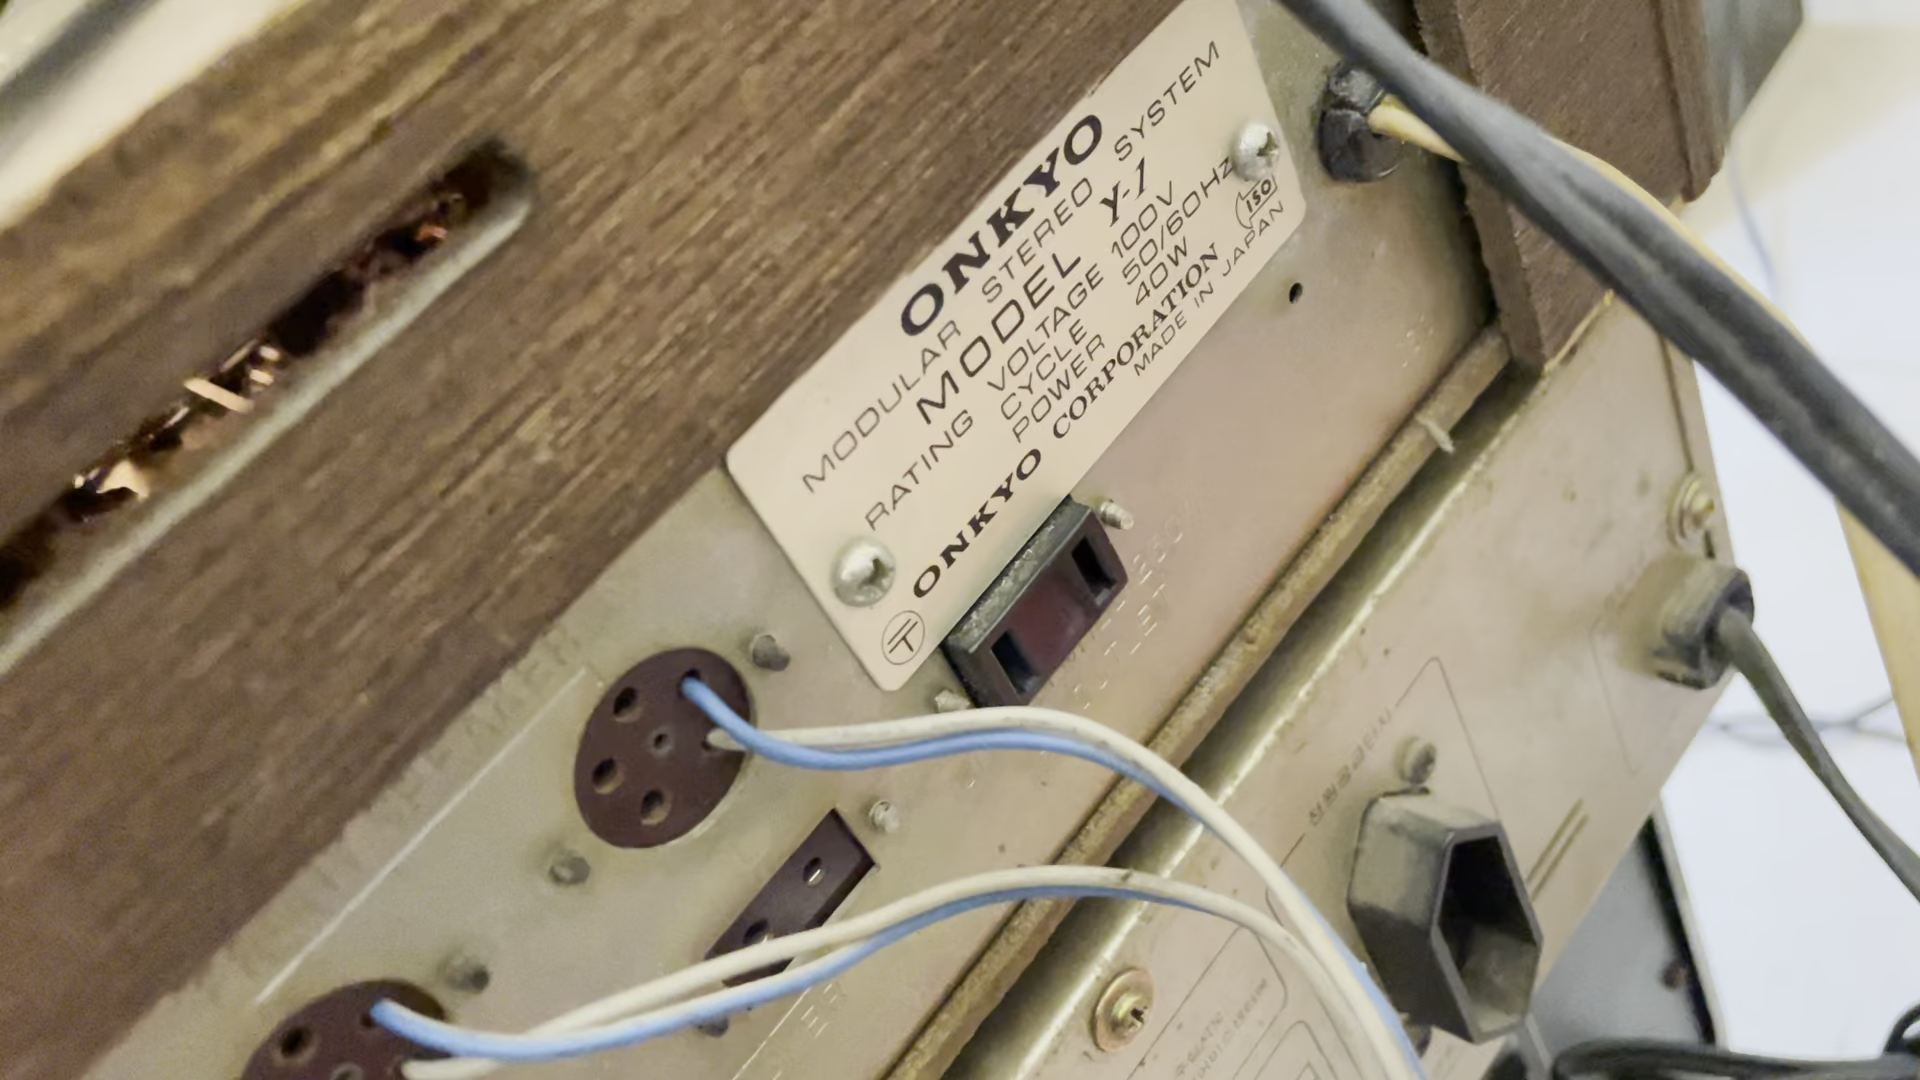 ONKYO
MODULAR STEREO SYSTEM
MODEL Y-1
RATING VOLTAGE 100V
CYCLE 50/60HZ
POWER 40W
ISO
ONKYO CORPORATION
MADE IN JAPAN